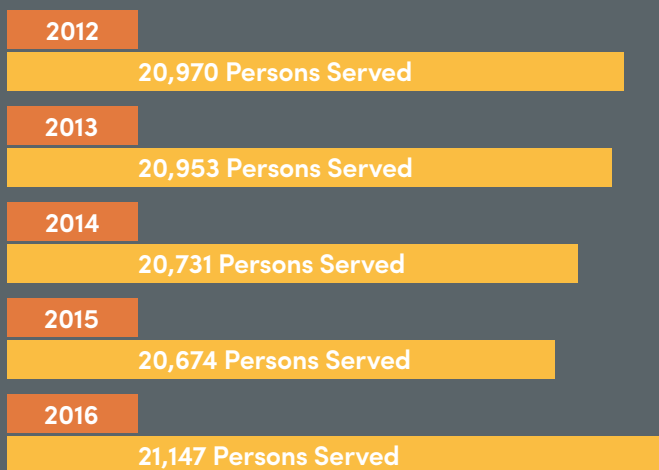 2012
20,970 Persons Served
2013
20,953 Persons Served
2014
20,731 Persons Served
2015
20,674 Persons Served
2016
21,147 Persons Served